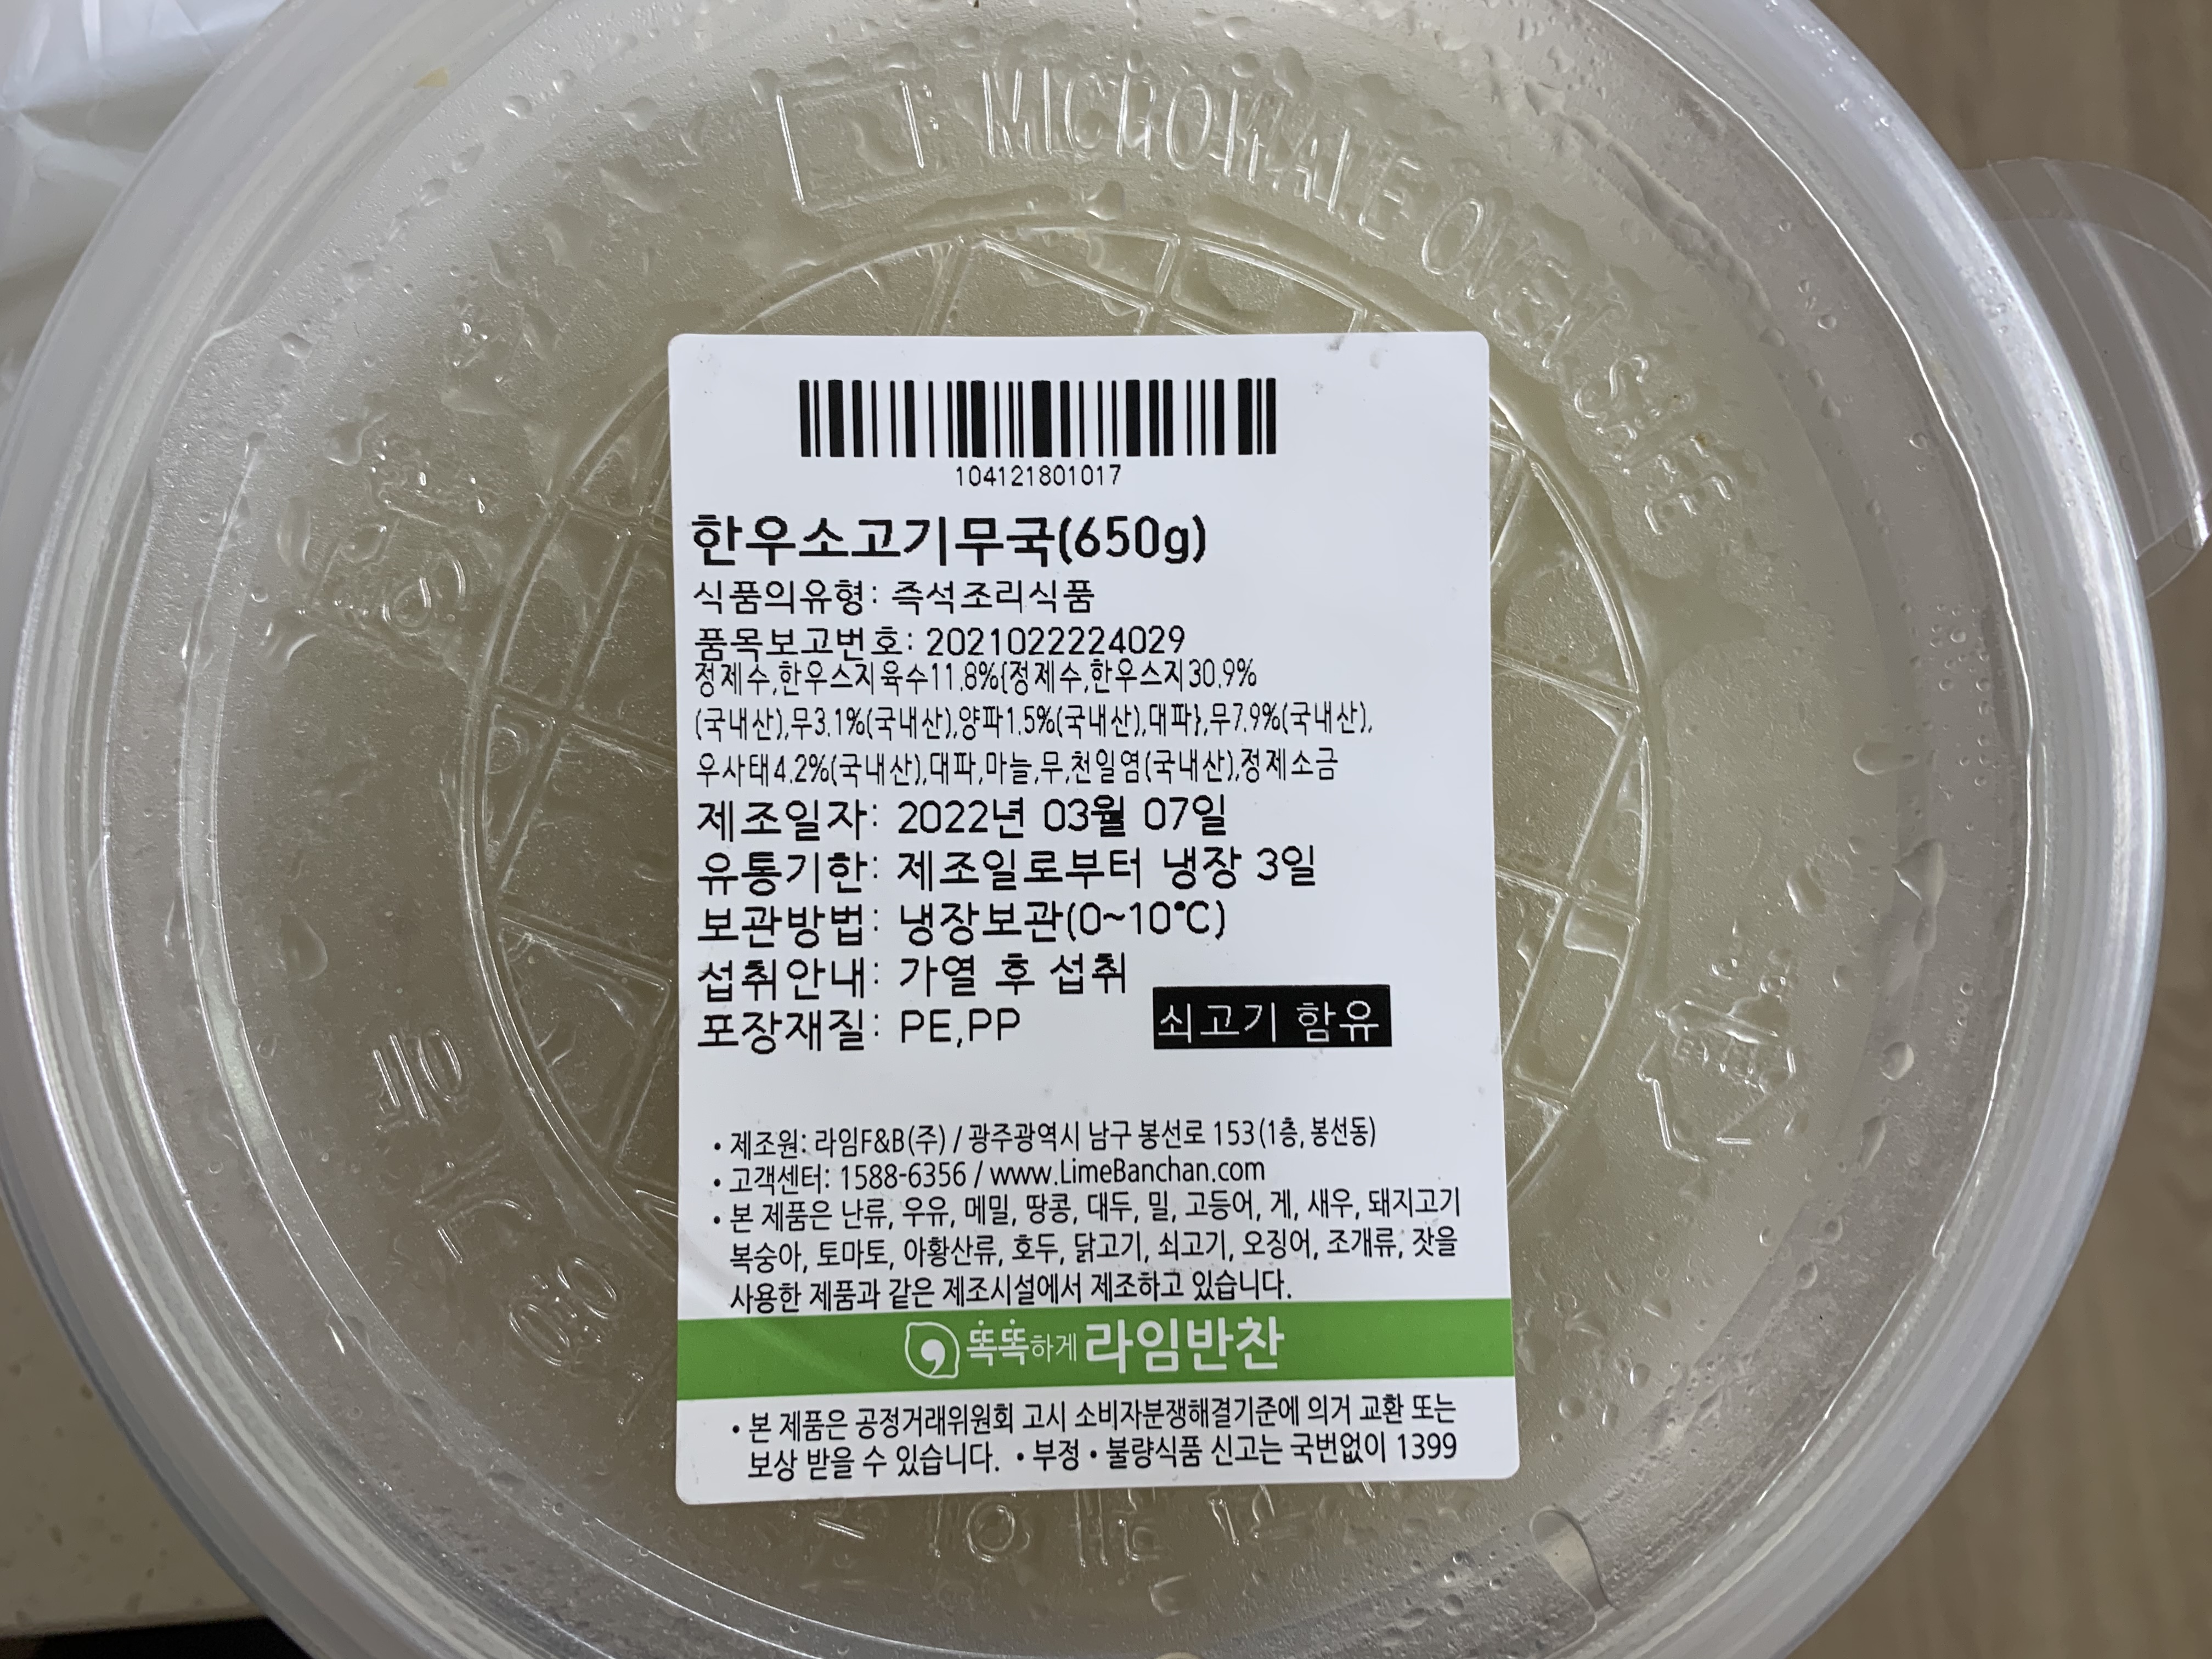 MICROWAVE OVEN SAFE
104121801017
한우소고기무국(650g)
식품의유형: 즉석조리식품
품목보고번호: 2021022224029
정제수,한우스지육수11.8%{정제수,한우스지30.9%
(국내산),무3.1%(국내산),양파1.5%(국내산),대파},무7.9%(국내산),
우사태4.2%(국내산),대파,마늘,무,천일염(국내산),정제소금
제조일자: 2022년 03월 07일
유통기한: 제조일로부터 냉장 3일
보관방법: 냉장보관(0~10℃)
섭취안내: 가열 후 섭취
포장재질: PE,PP
쇠고기 함유
• 제조원: 라임F&B(주) / 광주광역시 남구 봉선로 153(1층, 봉선동)
• 고객센터: 1588-6356 / www.LimeBanchan.com
• 본 제품은 난류, 우유, 메밀, 땅콩, 대두, 밀, 고등어, 게, 새우, 돼지고기
복숭아, 토마토, 아황산류, 호두, 닭고기, 쇠고기, 오징어, 조개류, 잣을
사용한 제품과 같은 제조시설에서 제조하고 있습니다.
똑똑하게 라임반찬
• 본 제품은 공정거래위원회 고시 소비자분쟁해결기준에 의거 교환 또는
보상 받을 수 있습니다. • 부정 • 불량식품 신고는 국번없이 1399